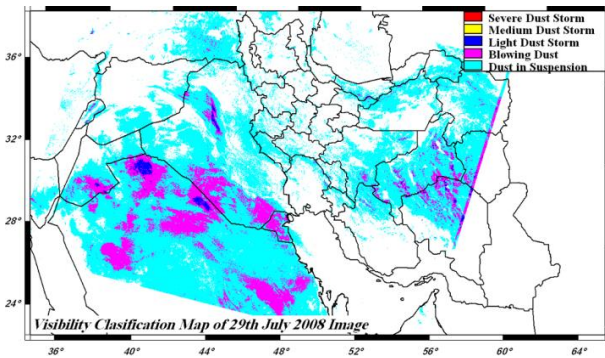 Severe Dust Storm
Medium Dust Storm
Light Dust Storm
Blowing Dust
Dust in Suspension
36°
32°
28°
24°
Visibility Clasification Map of 29th July 2008 Image
36° 40° 44° 48° 52° 56° 60° 64°